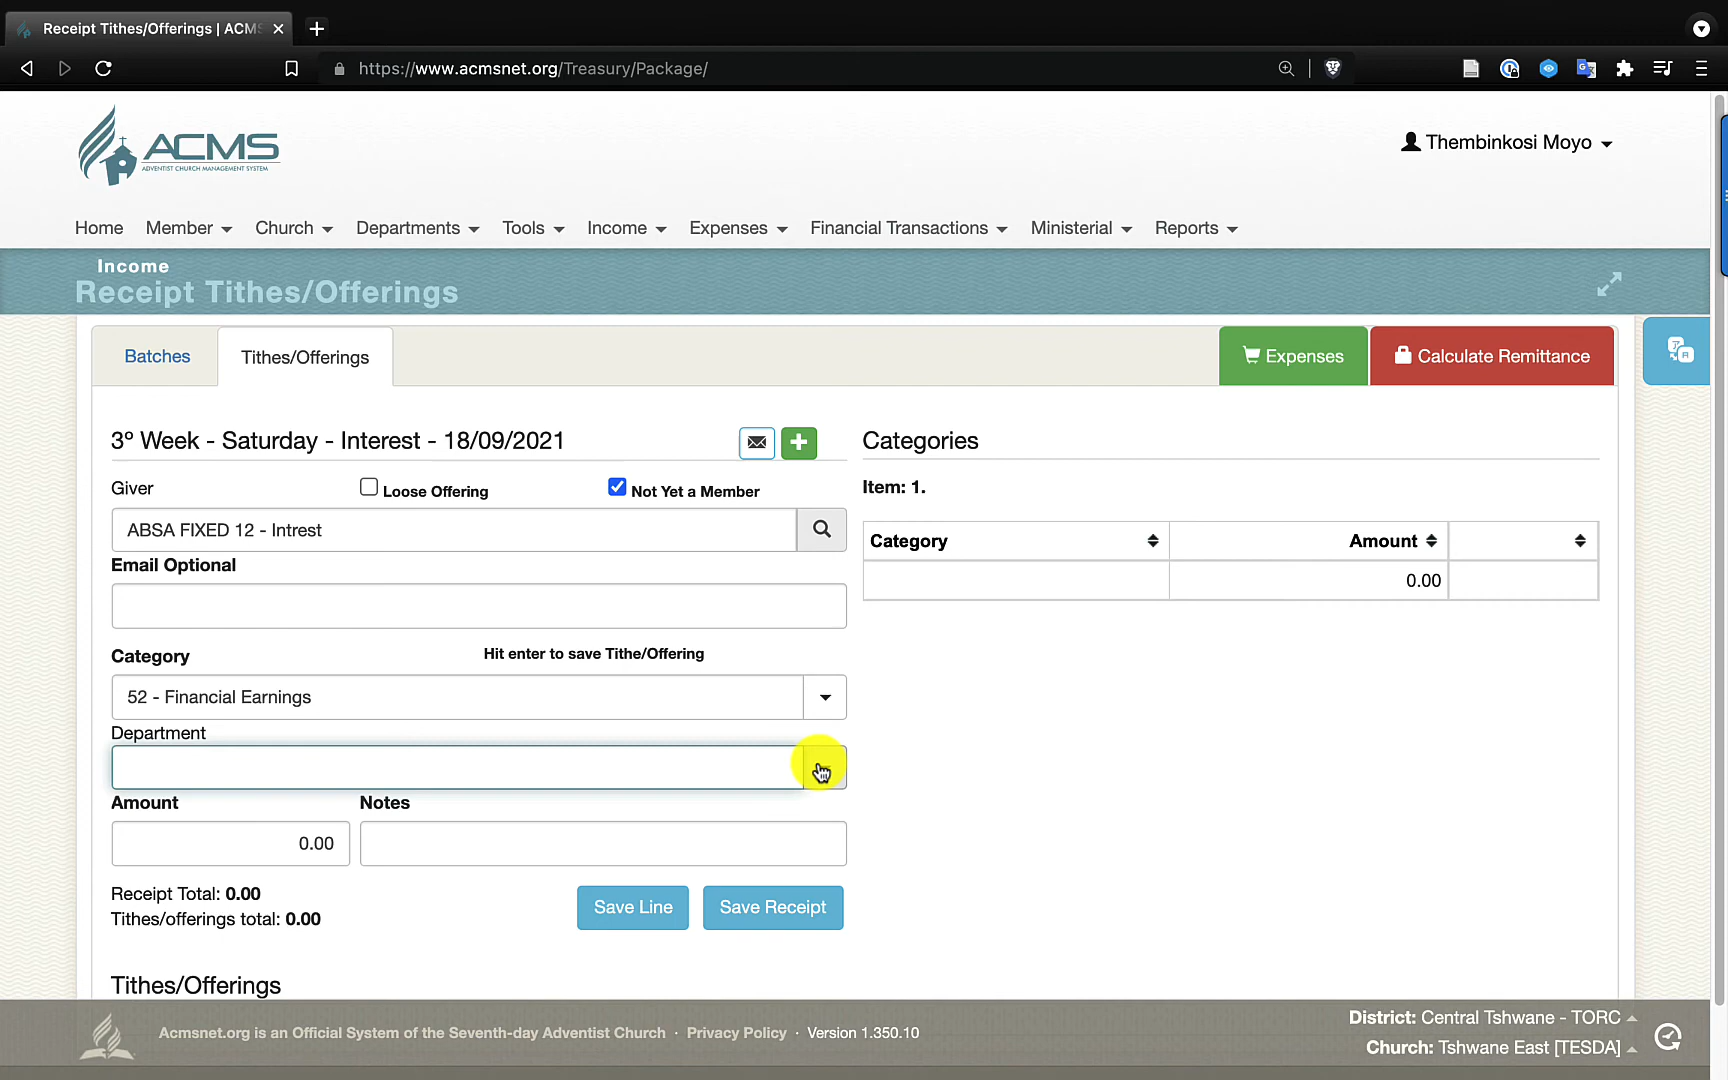 Receipt Tithes/Offerings | ACMS
https://www.acmsnet.org/Treasury/Package/
ACMS
ADVENTIST CHURCH MANAGEMENT SYSTEM
Thembinkosi Moyo
Home Member Church Departments Tools Income Expenses Financial Transactions Ministerial Reports
Income
Receipt Tithes/Offerings
Batches Tithes/Offerings Expenses Calculate Remittance
3º Week - Saturday - Interest - 18/09/2021
Giver Loose Offering Not Yet a Member
ABSA FIXED 12 - Intrest
Email Optional
Category Hit enter to save Tithe/Offering
52 - Financial Earnings
Department
Amount Notes
0.00
Receipt Total: 0.00
Tithes/offerings total: 0.00
Save Line Save Receipt
Categories
Item: 1.
Category Amount
0.00
Tithes/Offerings
Acmsnet.org is an Official System of the Seventh-day Adventist Church · Privacy Policy · Version 1.350.10
District: Central Tshwane - TORC
Church: Tshwane East [TESDA]